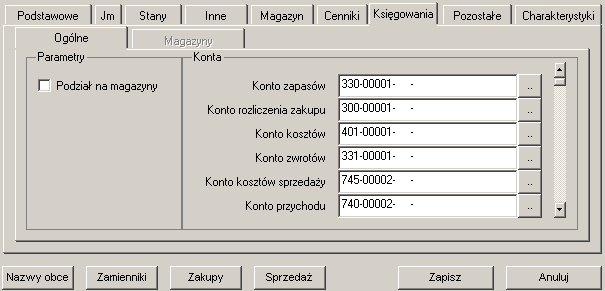 Podstawowe Jm Stany Inne Magazyn Cenniki Księgowania Pozostałe Charakterystyki
Ogólne Magazyny
Parametry Konta
Podział na magazyny
Konto zapasów 330-00001- - ..
Konto rozliczenia zakupu 300-00001- - ..
Konto kosztów 401-00001- - ..
Konto zwrotów 331-00001- - ..
Konto kosztów sprzedaży 745-00002- - ..
Konto przychodu 740-00002- - ..
Nazwy obce Zamienniki Zakupy Sprzedaż Zapisz Anuluj